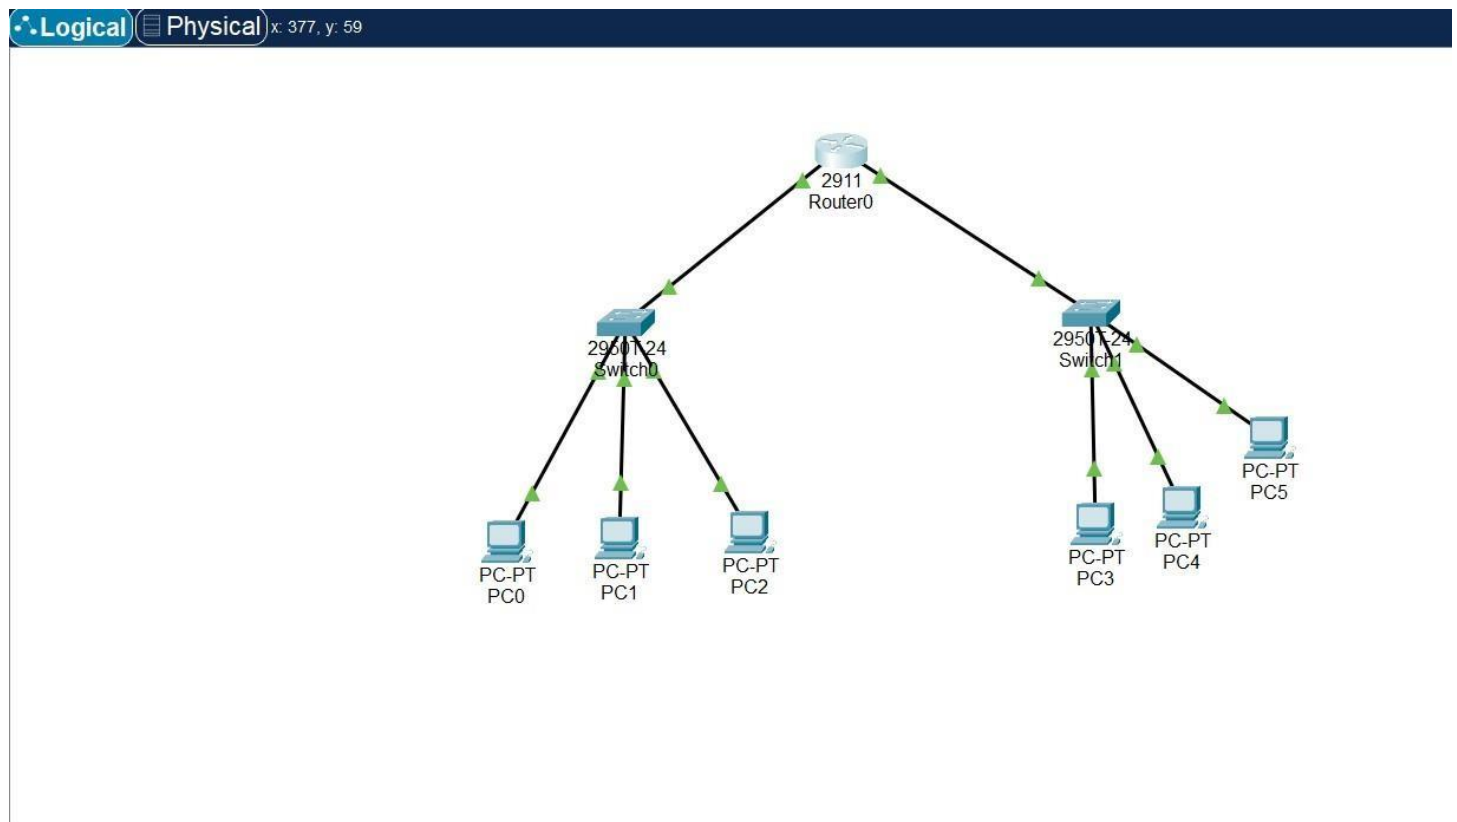 Logical Physical x: 377, y: 59
2911
Router0
2950T-24
Switch0
2950T-24
Switch1
PC-PT
PC5
PC-PT
PC4
PC-PT
PC3
PC-PT
PC0
PC-PT
PC1
PC-PT
PC2